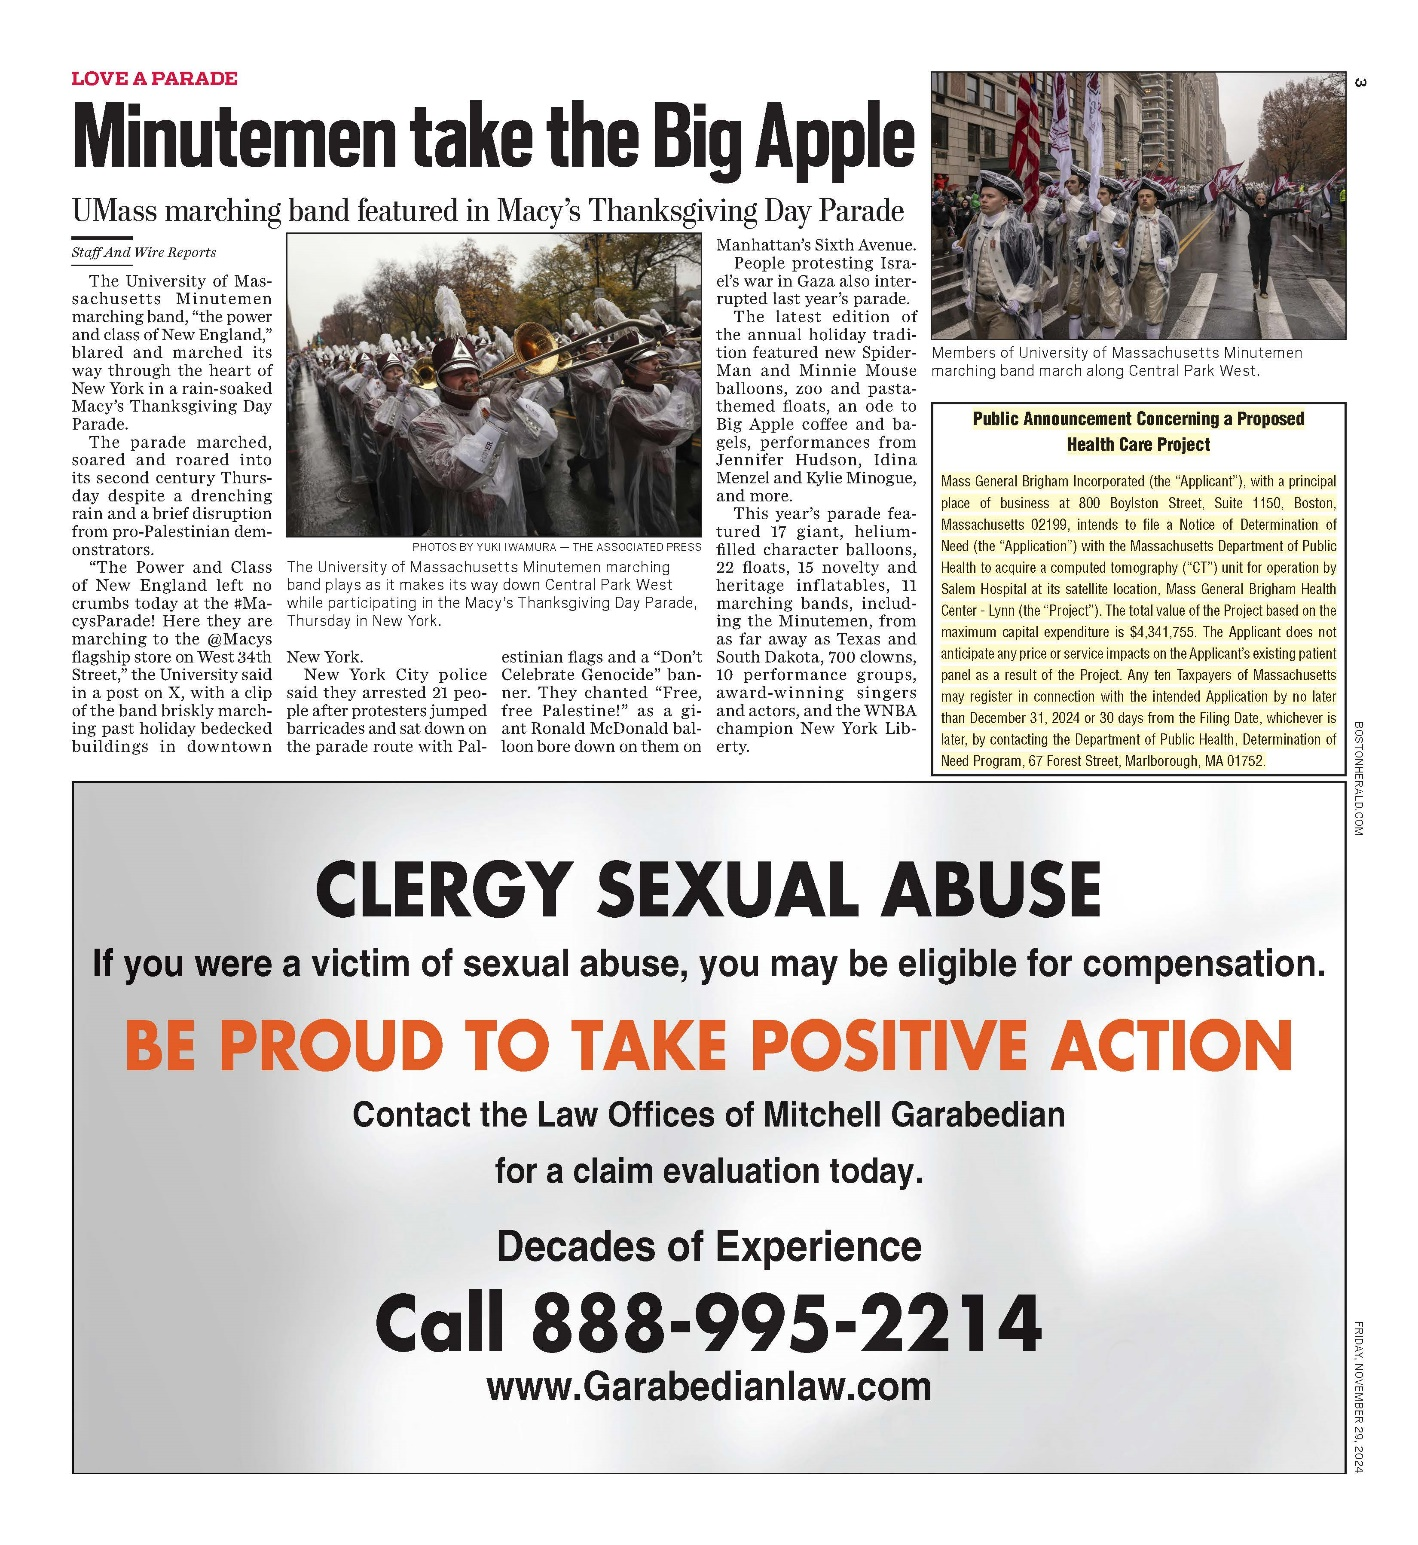 LOVE A PARADE
Minutemen take the Big Apple
UMass marching band featured in Macy’s Thanksgiving Day Parade
Staff And Wire Reports
The University of Mas-
sachusetts Minutemen
marching band, “the power
and class of New England,”
blared and marched its
way through the heart of
New York in a rain-soaked
Macy’s Thanksgiving Day
Parade.
The parade marched,
soared and roared into
its second century Thurs-
day despite a drenching
rain and a brief disruption
from pro-Palestinian dem-
onstrators.
“The Power and Class
of New England left no
crumbs today at the #Ma-
cysParade! Here they are
marching to the @Macys
flagship store on West 34th
Street,” the University said
in a post on X, with a clip
of the band briskly march-
ing past holiday bedecked
buildings in downtown
PHOTOS BY YUKI IWAMURA — THE ASSOCIATED PRESS
The University of Massachusetts Minutemen marching
band plays as it makes its way down Central Park West
while participating in the Macy’s Thanksgiving Day Parade,
Thursday in New York.
New York.
New York City police
said they arrested 21 peo-
ple after protesters jumped
barricades and sat down on
the parade route with Pal-
estinian flags and a “Don’t
Celebrate Genocide” ban-
ner. They chanted “Free,
free Palestine!” as a gi-
ant Ronald McDonald bal-
loon bore down on them on
Manhattan’s Sixth Avenue.
People protesting Isra-
el’s war in Gaza also inter-
rupted last year’s parade.
The latest edition of
the annual holiday tradi-
tion featured new Spider-
Man and Minnie Mouse
balloons, zoo and pasta-
themed floats, an ode to
Big Apple coffee and ba-
gels, performances from
Jennifer Hudson, Idina
Menzel and Kylie Minogue,
and more.
This year’s parade fea-
tured 17 giant, helium-
filled character balloons,
22 floats, 15 novelty and
heritage inflatables, 11
marching bands, includ-
ing the Minutemen, from
as far away as Texas and
South Dakota, 700 clowns,
10 performance groups,
award-winning singers
and actors, and the WNBA
champion New York Lib-
erty.
Members of University of Massachusetts Minutemen
marching band march along Central Park West.
Public Announcement Concerning a Proposed
Health Care Project
Mass General Brigham Incorporated (the “Applicant”), with a principal
place of business at 800 Boylston Street, Suite 1150, Boston,
Massachusetts 02199, intends to file a Notice of Determination of
Need (the “Application”) with the Massachusetts Department of Public
Health to acquire a computed tomography (“CT”) unit for operation by
Salem Hospital at its satellite location, Mass General Brigham Health
Center - Lynn (the “Project”). The total value of the Project based on the
maximum capital expenditure is $4,341,755. The Applicant does not
anticipate any price or service impacts on the Applicant’s existing patient
panel as a result of the Project. Any ten Taxpayers of Massachusetts
may register in connection with the intended Application by no later
than December 31, 2024 or 30 days from the Filing Date, whichever is
later, by contacting the Department of Public Health, Determination of
Need Program, 67 Forest Street, Marlborough, MA 01752.
3
BOSTONHERALD.COM
FRIDAY, NOVEMBER 29, 2024
CLERGY SEXUAL ABUSE
If you were a victim of sexual abuse, you may be eligible for compensation.
BE PROUD TO TAKE POSITIVE ACTION
Contact the Law Offices of Mitchell Garabedian
for a claim evaluation today.
Decades of Experience
Call 888-995-2214
www.Garabedianlaw.com